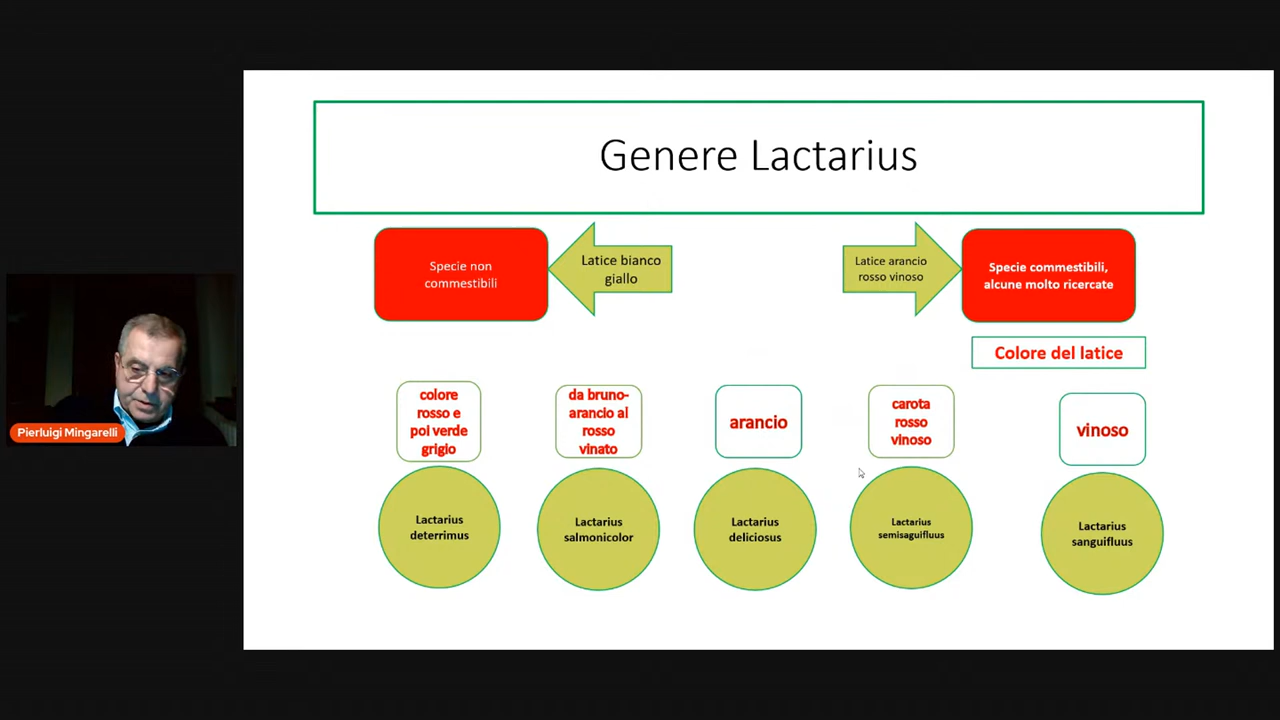 Genere Lactarius
Specie non
commestibili
Latice bianco
giallo
Latice arancio
rosso vinoso
Specie commestibili,
alcune molto ricercate
Colore del latice
colore
rosso e
poi verde
grigio
da bruno-
arancio al
rosso
vinato
arancio
carota
rosso
vinoso
vinoso
Lactarius
deterrimus
Lactarius
salmonicolor
Lactarius
deliciosus
Lactarius
semisaguifluus
Lactarius
sanguifluus
Pierluigi Mingarelli